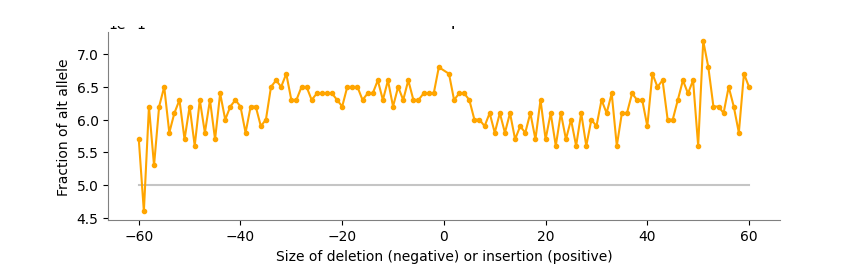 7.0
6.5
6.0
5.5
5.0
4.5
Fraction of alt allele
−60 −40 −20 0 20 40 60
Size of deletion (negative) or insertion (positive)